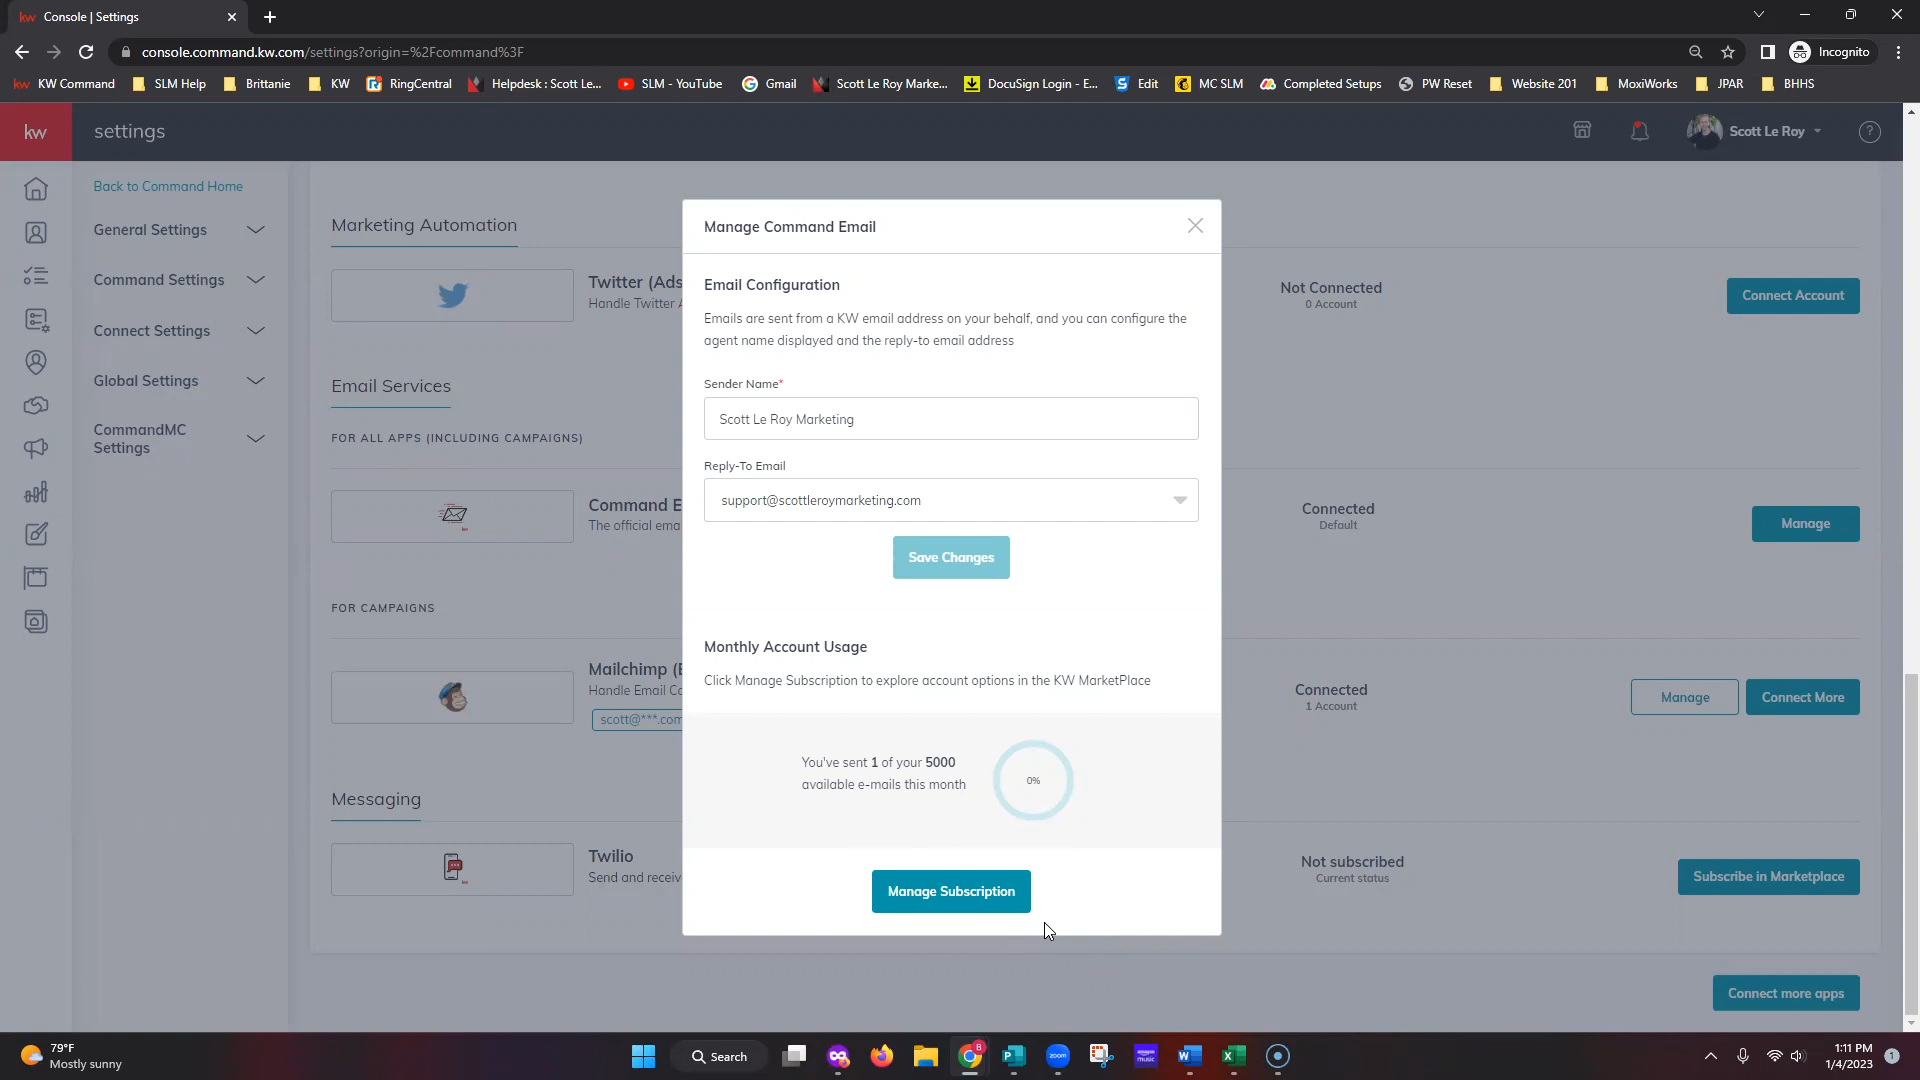 kw Console | Settings
console.command.kw.com/settings?origin=%2Fcommand%3F
Incognito
kw KW Command
SLM Help
Brittanie
KW
RingCentral
Helpdesk : Scott Le...
SLM - YouTube
Gmail
Scott Le Roy Marke...
DocuSign Login - E...
Edit
MC SLM
Completed Setups
PW Reset
Website 201
MoxiWorks
JPAR
BHHS
kw settings
Scott Le Roy
?
Back to Command Home
General Settings
Command Settings
Connect Settings
Global Settings
CommandMC
Settings
Marketing Automation
Twitter (Ads
Handle Twitter A
Not Connected
0 Account
Connect Account
Email Services
FOR ALL APPS (INCLUDING CAMPAIGNS)
Command E
The official ema
Connected
Default
Manage
FOR CAMPAIGNS
Mailchimp (E
Handle Email Co
scott@***.com
Connected
1 Account
Manage
Connect More
Messaging
Twilio
Send and receiv
Not subscribed
Current status
Subscribe in Marketplace
Connect more apps
Manage Command Email
Email Configuration
Emails are sent from a KW email address on your behalf, and you can configure the
agent name displayed and the reply-to email address
Sender Name*
Scott Le Roy Marketing
Reply-To Email
support@scottleroymarketing.com
Save Changes
Monthly Account Usage
Click Manage Subscription to explore account options in the KW MarketPlace
You've sent 1 of your 5000
available e-mails this month
0%
Manage Subscription
79°F
Mostly sunny
Search
8
zoom
amazon music
1:11 PM
1/4/2023
1